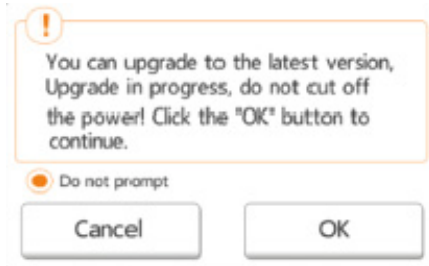 !
You can upgrade to the latest version,
Upgrade in progress, do not cut off
the power! Click the "OK" button to
continue.
Do not prompt
Cancel
OK